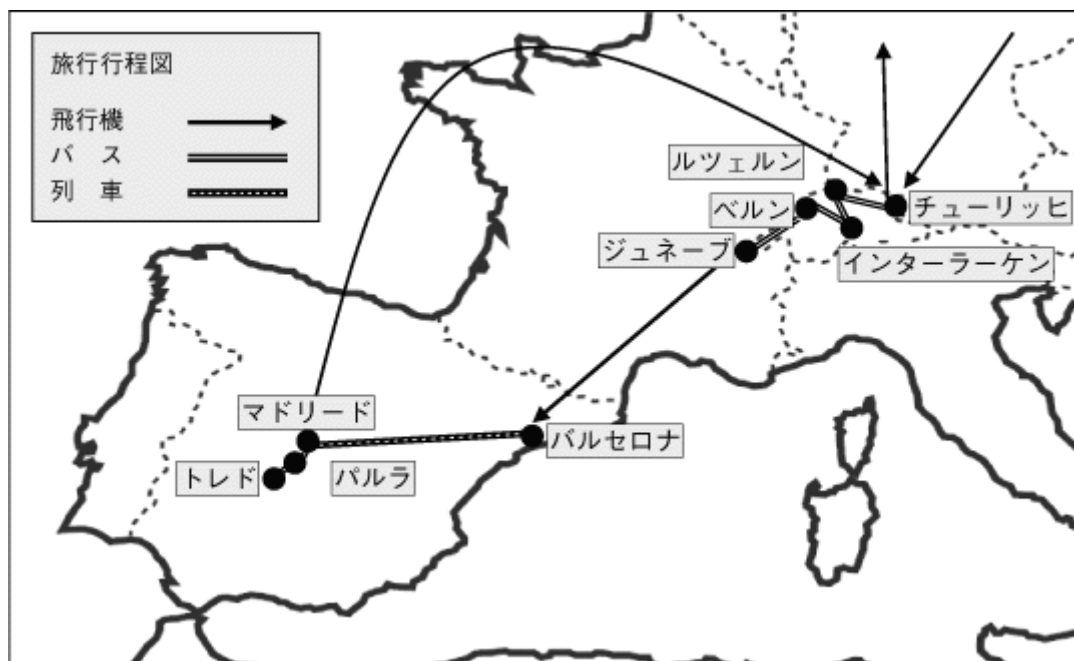 旅行行程図
飛行機
バ ス
列 車
ルツェルン
ベルン
チューリッヒ
ジュネーブ
インターラーケン
マドリード
バルセロナ
トレド
パルラ